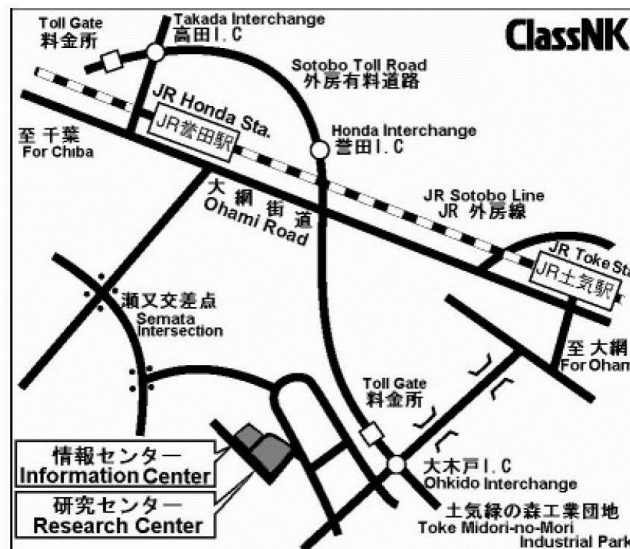 Toll Gate
料金所
Takada Interchange
高田I.C
ClassNK
Sotobo Toll Road
外房有料道路
JR Honda Sta.
JR誉田駅
Honda Interchange
誉田I.C
至 千葉
For Chiba
大網街道
Ohami Road
JR Sotobo Line
JR 外房線
JR Toke Sta
JR土気駅
瀬又交差点
Semata
Intersection
至 大網
For Oham
Toll Gate
料金所
情報センター
Information Center
研究センター
Research Center
大木戸I.C
Ohkido Interchange
土気緑の森工業団地
Toke Midori-no-Mori
Industrial Park